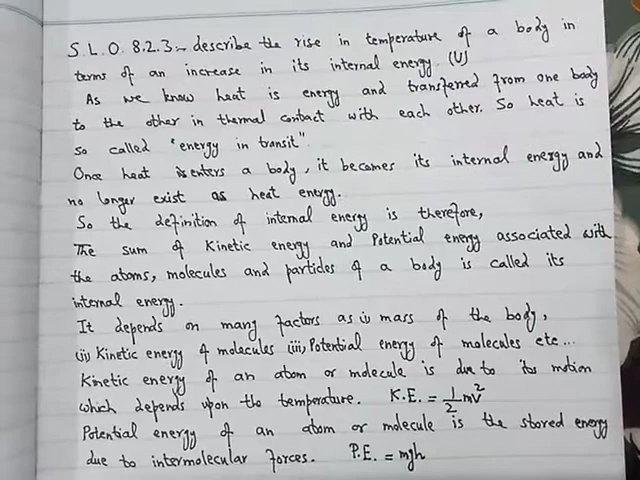 S.L.O. 8.2.3:- describe the rise in temperature of a body in
terms of an increase in its internal energy. (U)
As we know heat is energy and transferred from one body
to the other in thermal contact with each other. So heat is
so called "energy in transit".
Once heat enters a body, it becomes its internal energy and
no longer exist as heat energy.
So the definition of internal energy is therefore,
The sum of Kinetic energy and Potential energy associated with
the atoms, molecules and particles of a body is called its
internal energy.
It depends on many factors as (i) mass of the body,
(ii) Kinetic energy of molecules (iii) Potential energy of molecules etc...
Kinetic energy of an atom or molecule is due to its motion
which depends upon the temperature. K.E. = 1/2 mv²
Potential energy of an atom or molecule is the stored energy
due to intermolecular forces. P.E. = mgh